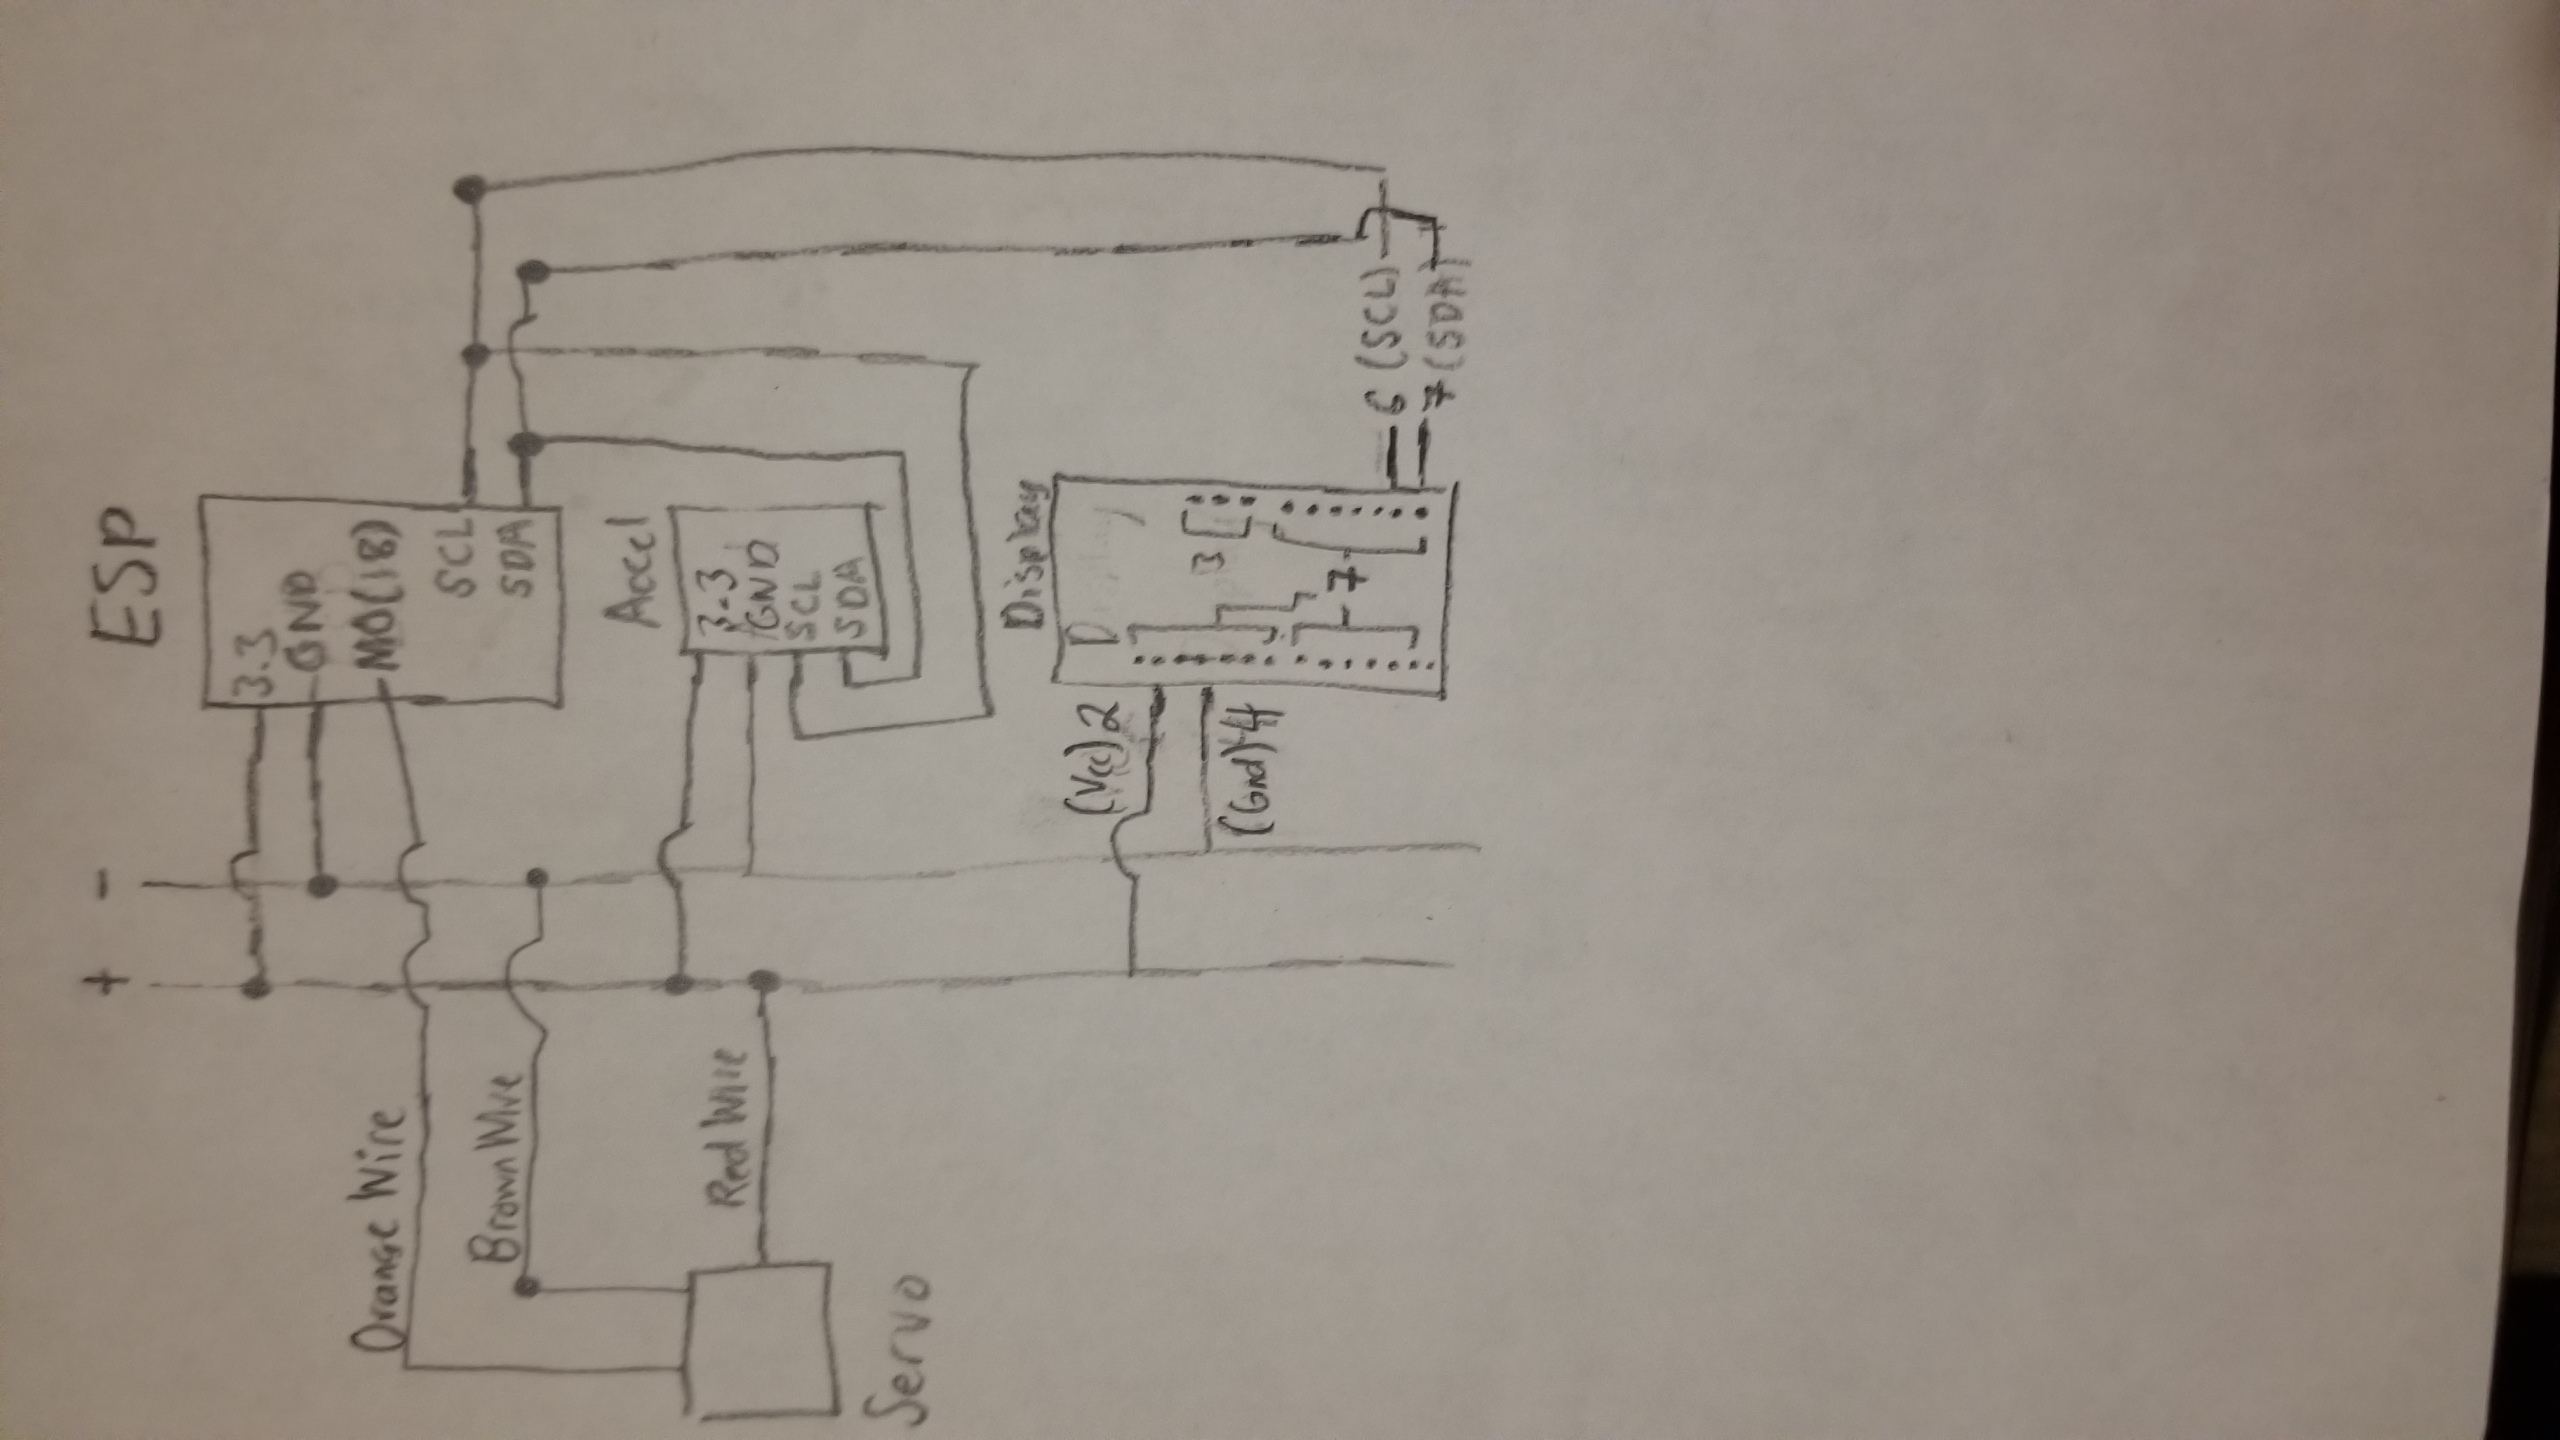 + -
ESP
3.3
GND
MO(18)
SCL
SDA
Orange Wire
Brown Wire
Red Wire
Servo
Accel
3.3
GND
SCL
SDA
Display
(Vcc) 2
D
(Gnd) 4
3
7
6 (SCL)
7 (SDA)